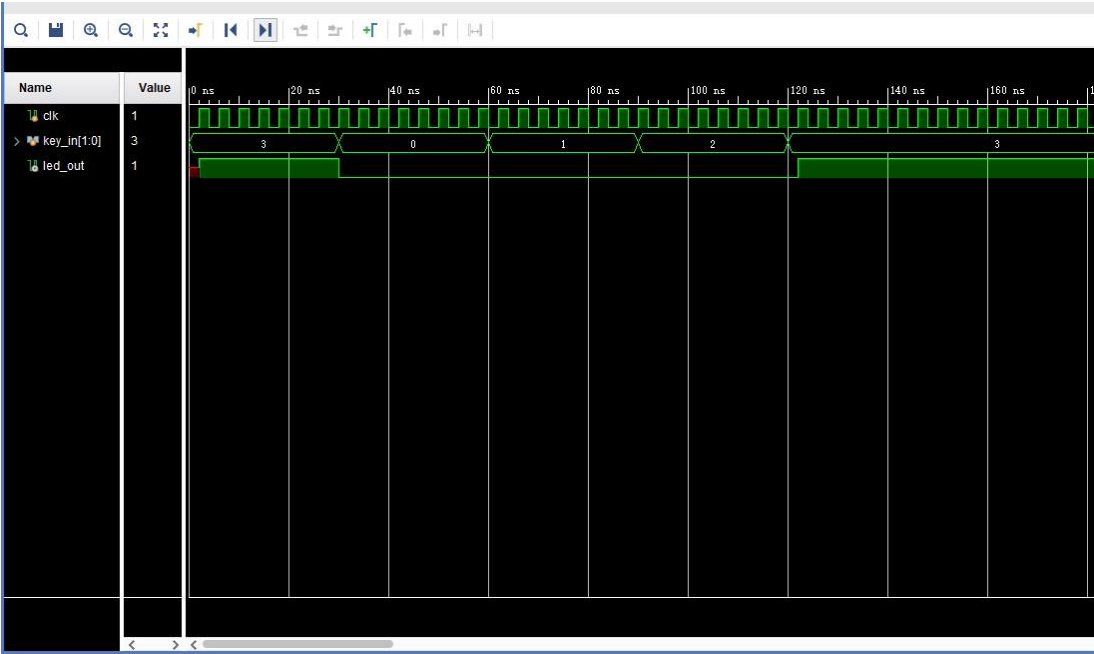 Name Value
0 ns 20 ns 40 ns 60 ns 80 ns 100 ns 120 ns 140 ns 160 ns 1
clk 1
key_in[1:0] 3 3 0 1 2 3
led_out 1